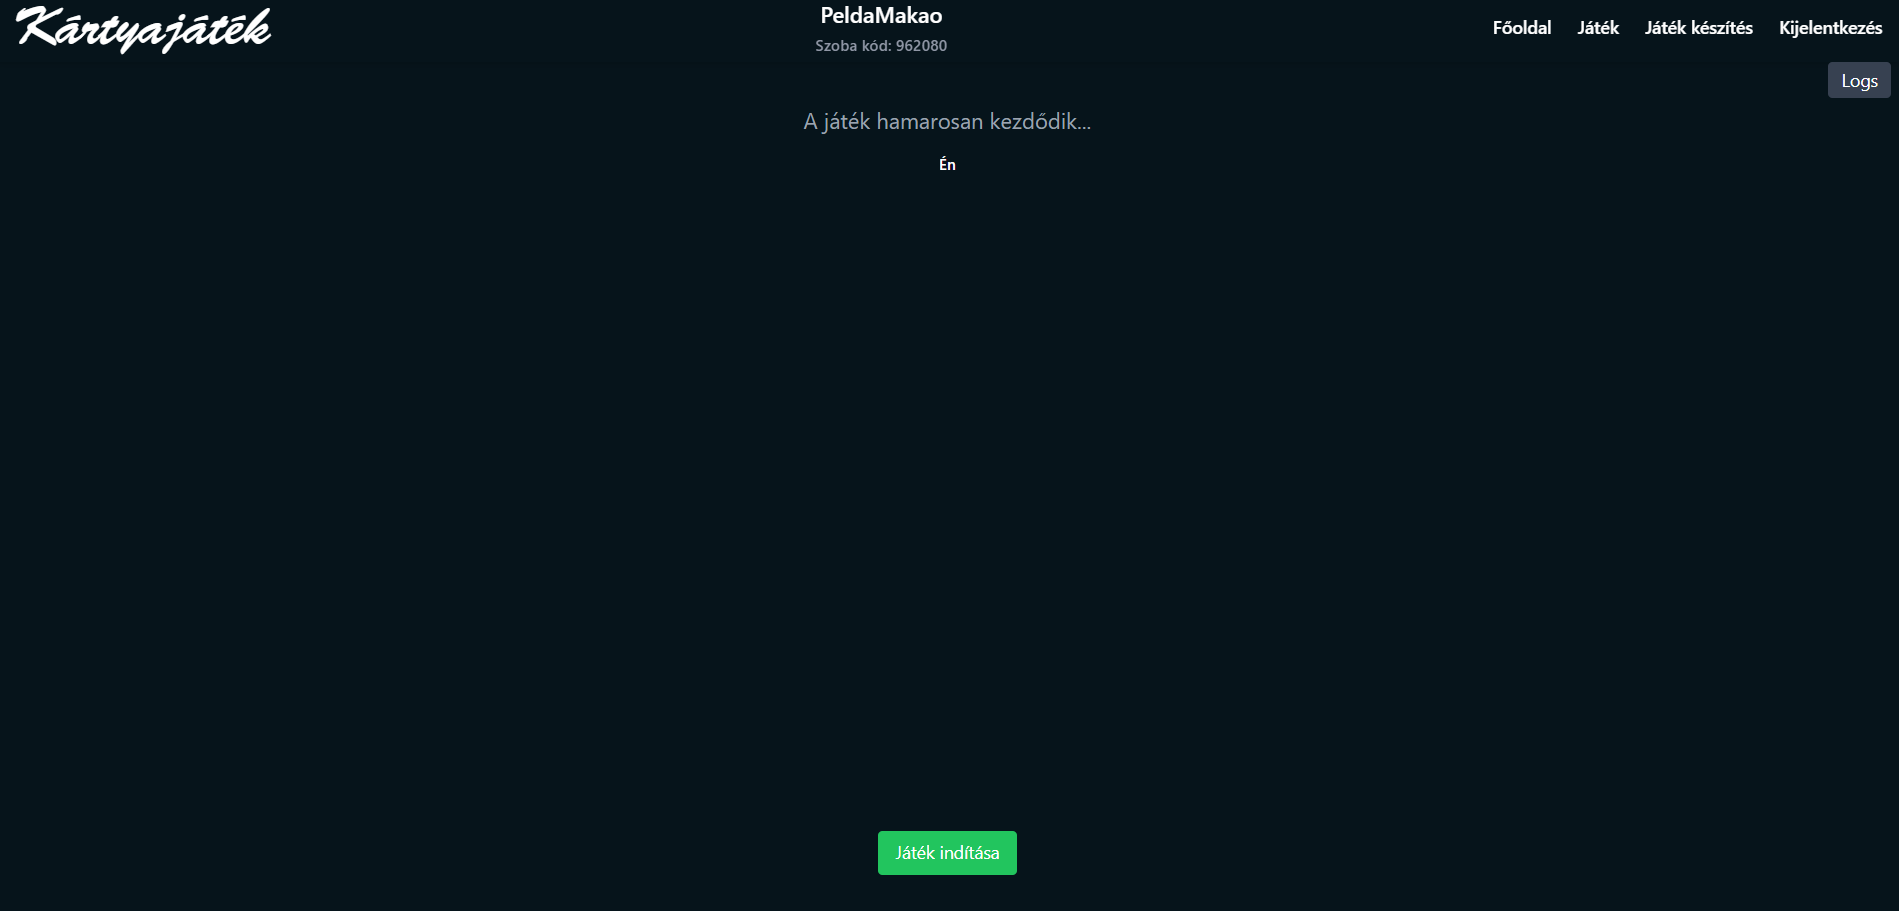 Kártyajáték
PeldaMakao
Szoba kód: 962080
Főoldal
Játék
Játék készítés
Kijelentkezés
Logs
A játék hamarosan kezdődik...
Én
Játék indítása